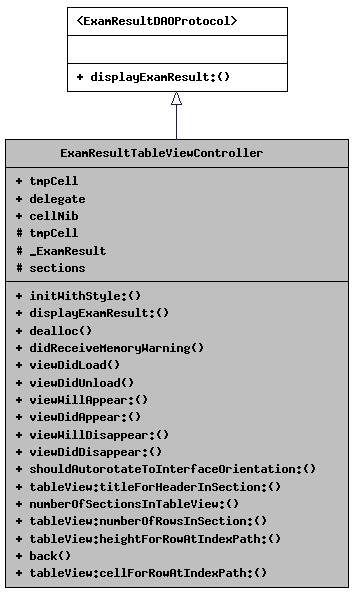 <ExamResultDAOProtocol>
+ displayExamResult:()
ExamResultTableViewController
+ tmpCell
+ delegate
+ cellNib
# tmpCell
# _ExamResult
# sections
+ initWithStyle:()
+ displayExamResult:()
+ dealloc()
+ didReceiveMemoryWarning()
+ viewDidLoad()
+ viewDidUnload()
+ viewWillAppear:()
+ viewDidAppear:()
+ viewWillDisappear:()
+ viewDidDisappear:()
+ shouldAutorotateToInterfaceOrientation:()
+ tableView:titleForHeaderInSection:()
+ numberOfSectionsInTableView:()
+ tableView:numberOfRowsInSection:()
+ tableView:heightForRowAtIndexPath:()
+ back()
+ tableView:cellForRowAtIndexPath:()